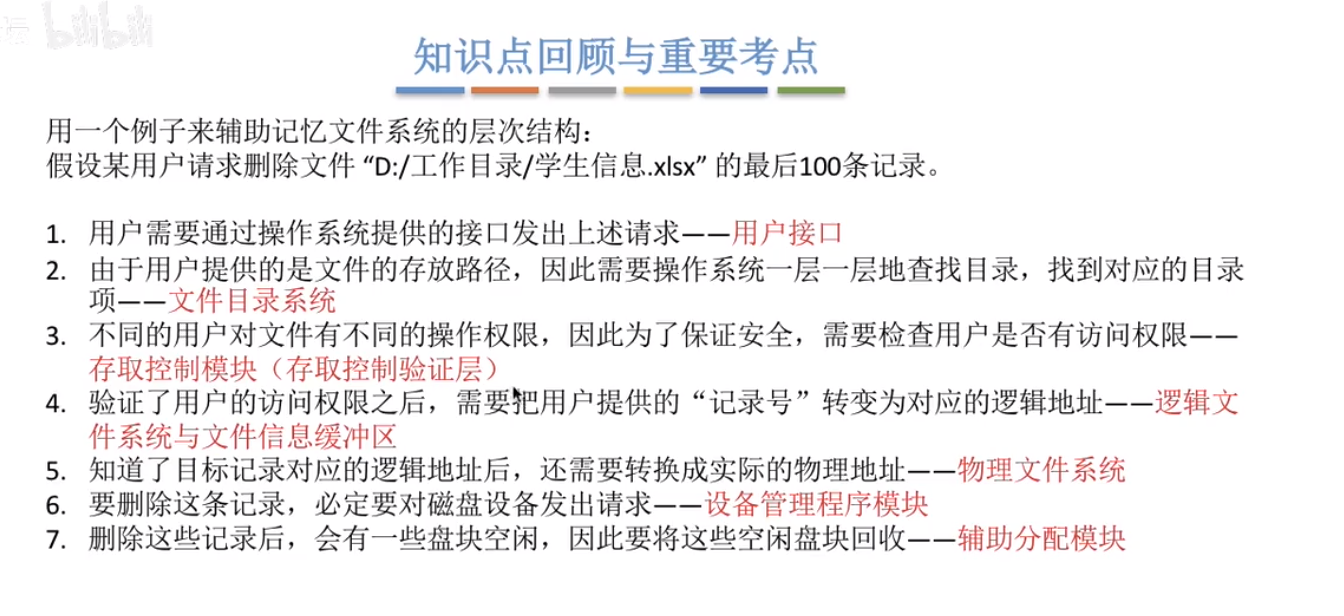 bilibili
知识点回顾与重要考点
用一个例子来辅助记忆文件系统的层次结构：
假设某用户请求删除文件 “D:/工作目录/学生信息.xlsx” 的最后100条记录。
1. 用户需要通过操作系统提供的接口发出上述请求——用户接口
2. 由于用户提供的是文件的存放路径，因此需要操作系统一层一层地查找目录，找到对应的目录
项——文件目录系统
3. 不同的用户对文件有不同的操作权限，因此为了保证安全，需要检查用户是否有访问权限——
存取控制模块（存取控制验证层）
4. 验证了用户的访问权限之后，需要把用户提供的“记录号”转变为对应的逻辑地址——逻辑文
件系统与文件信息缓冲区
5. 知道了目标记录对应的逻辑地址后，还需要转换成实际的物理地址——物理文件系统
6. 要删除这条记录，必定要对磁盘设备发出请求——设备管理程序模块
7. 删除这些记录后，会有一些盘块空闲，因此要将这些空闲盘块回收——辅助分配模块